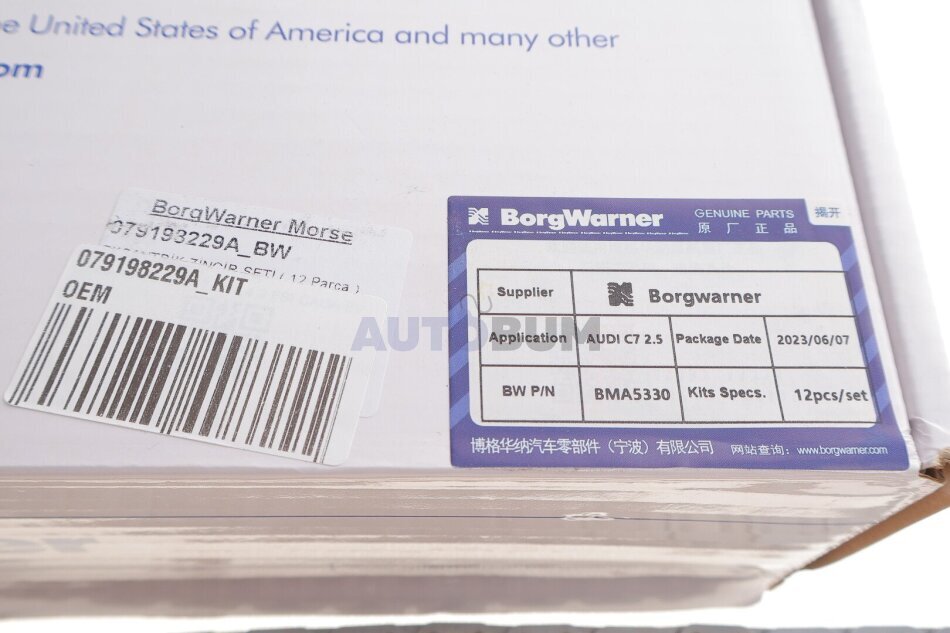 e United States of America and many other
om
BorgWarner Morse
079198229A_BW
SETI ( 12 Parça )
079198229A_KIT
OEM
AUTOBUM
BorgWarner GENUINE PARTS 揭开
原厂正品
Supplier Borgwarner
Application AUDI C7 2.5 Package Date 2023/06/07
BW P/N BMA5330 Kits Specs. 12pcs/set
博格华纳汽车零部件（宁波）有限公司 网站查询：www.borgwarner.com